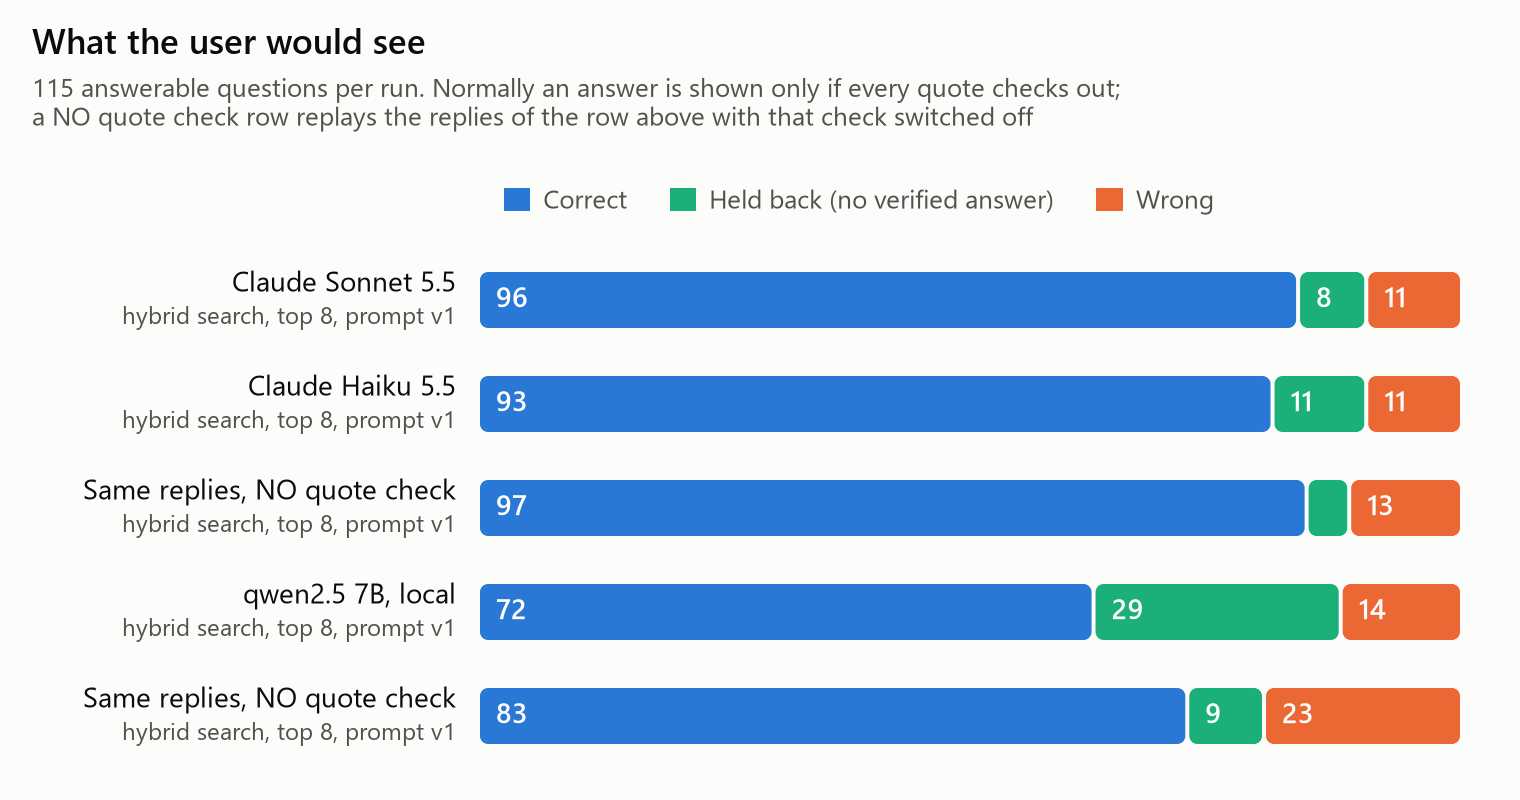 What the user would see
115 answerable questions per run. Normally an answer is shown only if every quote checks out;
a NO quote check row replays the replies of the row above with that check switched off
Correct
Held back (no verified answer)
Wrong
Claude Sonnet 5.5
hybrid search, top 8, prompt v1
96
8
11
Claude Haiku 5.5
hybrid search, top 8, prompt v1
93
11
11
Same replies, NO quote check
hybrid search, top 8, prompt v1
97
13
qwen2.5 7B, local
hybrid search, top 8, prompt v1
72
29
14
Same replies, NO quote check
hybrid search, top 8, prompt v1
83
9
23